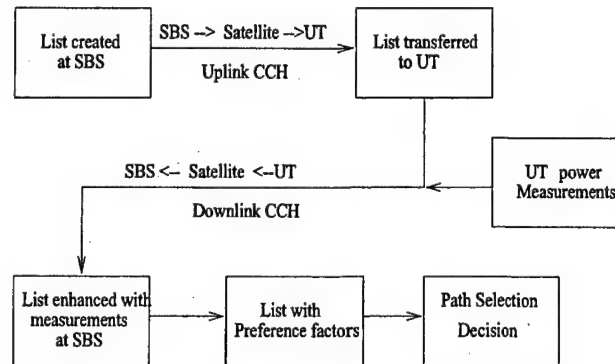 List created
at SBS
SBS --> Satellite -->UT
Uplink CCH
List transferred
to UT
SBS <-- Satellite <--UT
Downlink CCH
UT power
Measurements
List enhanced with
measurements
at SBS
List with
Preference factors
Path Selection
Decision